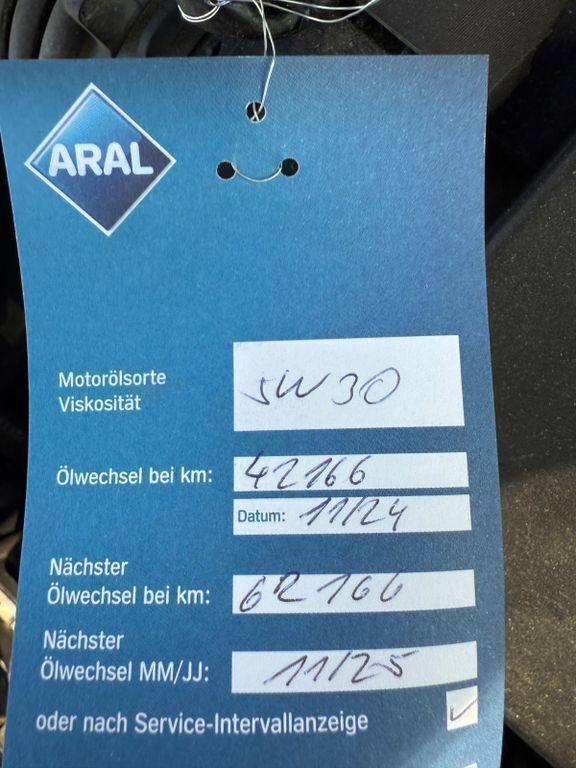 ARAL
Motorölsorte
Viskosität
5W30
Ölwechsel bei km: 42166
Datum: 11/24
Nächster
Ölwechsel bei km: 62166
Nächster
Ölwechsel MM/JJ: 11/25
oder nach Service-Intervallanzeige ✓